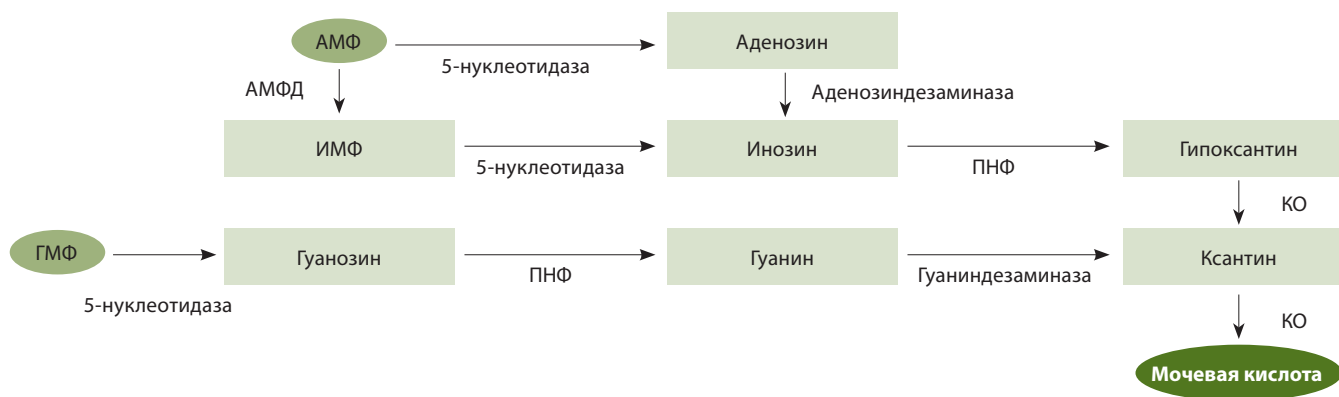 АМФ
5-нуклеотидаза
Аденозин
АМФД
Аденозиндезаминаза
ИМФ
5-нуклеотидаза
Инозин
ПНФ
Гипоксантин
КО
ГМФ
5-нуклеотидаза
Гуанозин
ПНФ
Гуанин
Гуаниндезаминаза
Ксантин
КО
Мочевая кислота